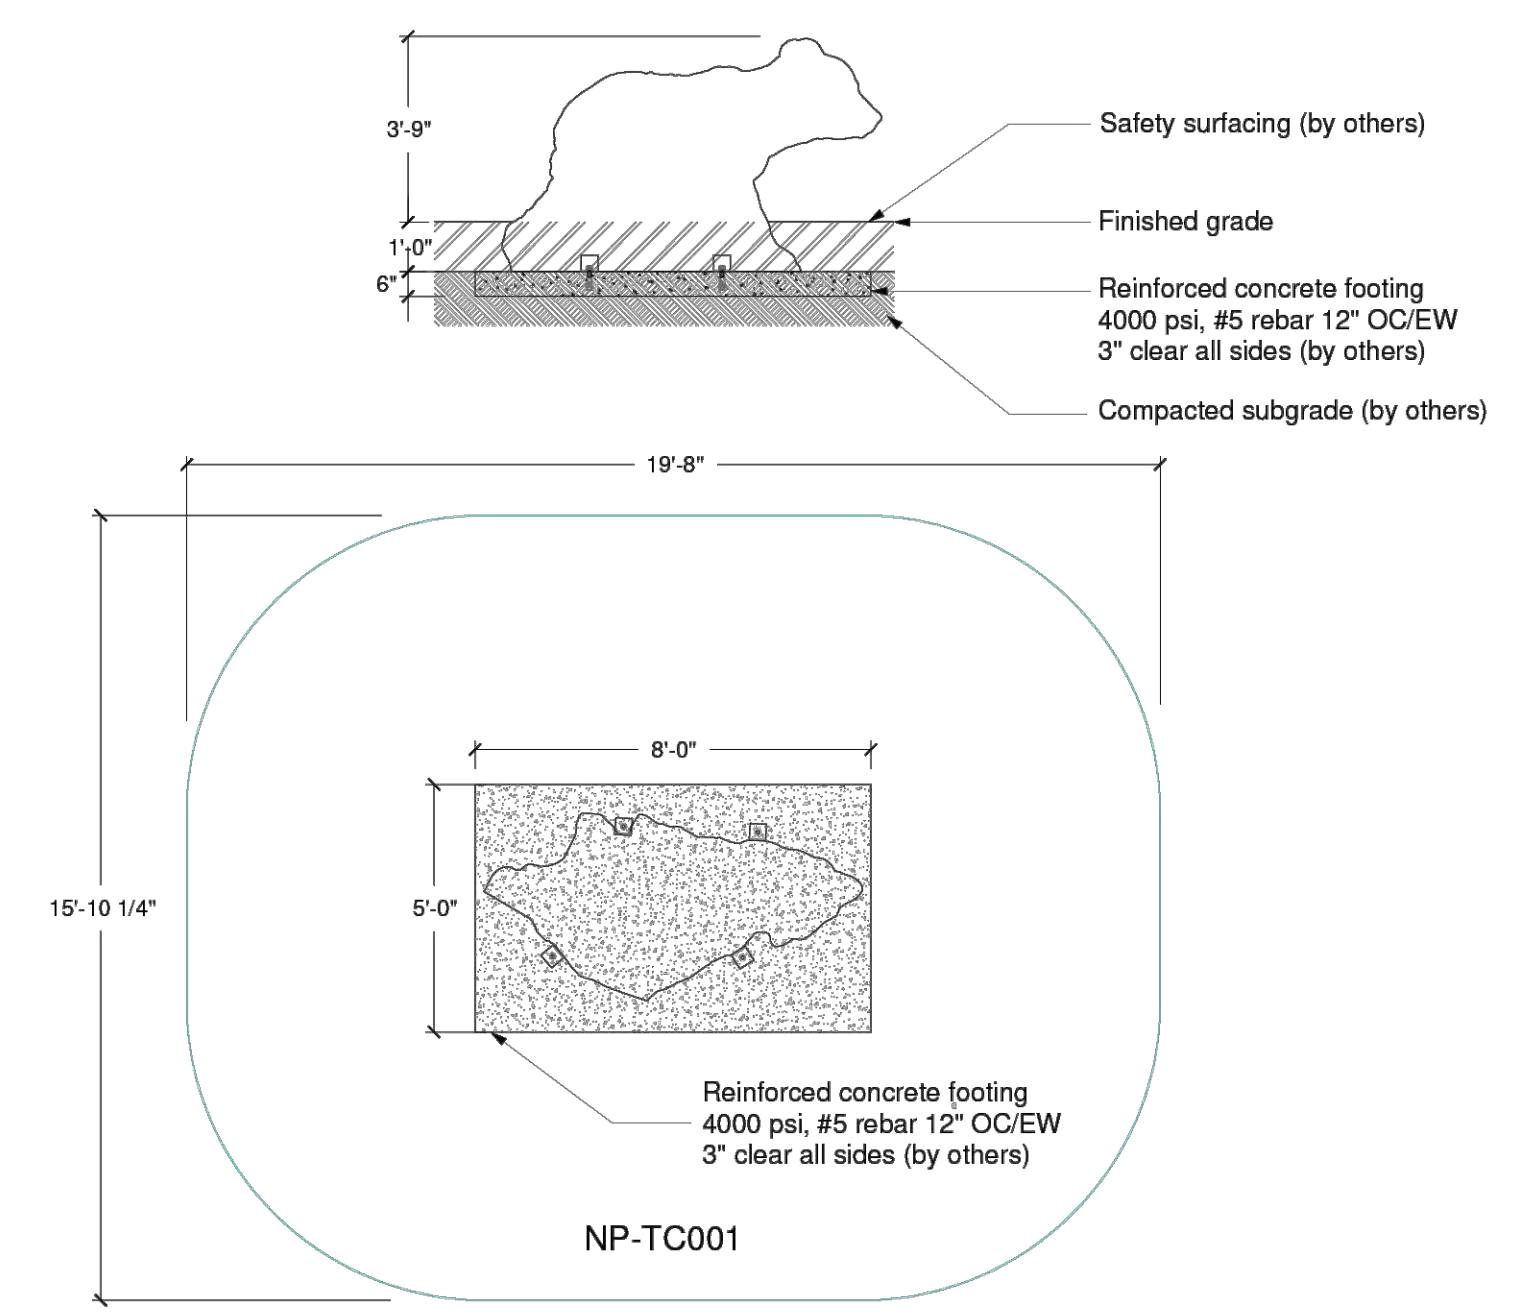 3'-9"
Safety surfacing (by others)
Finished grade
1'-0"
6"
Reinforced concrete footing
4000 psi, #5 rebar 12" OC/EW
3" clear all sides (by others)
Compacted subgrade (by others)
19'-8"
8'-0"
15'-10 1/4"
5'-0"
Reinforced concrete footing
4000 psi, #5 rebar 12" OC/EW
3" clear all sides (by others)
NP-TC001